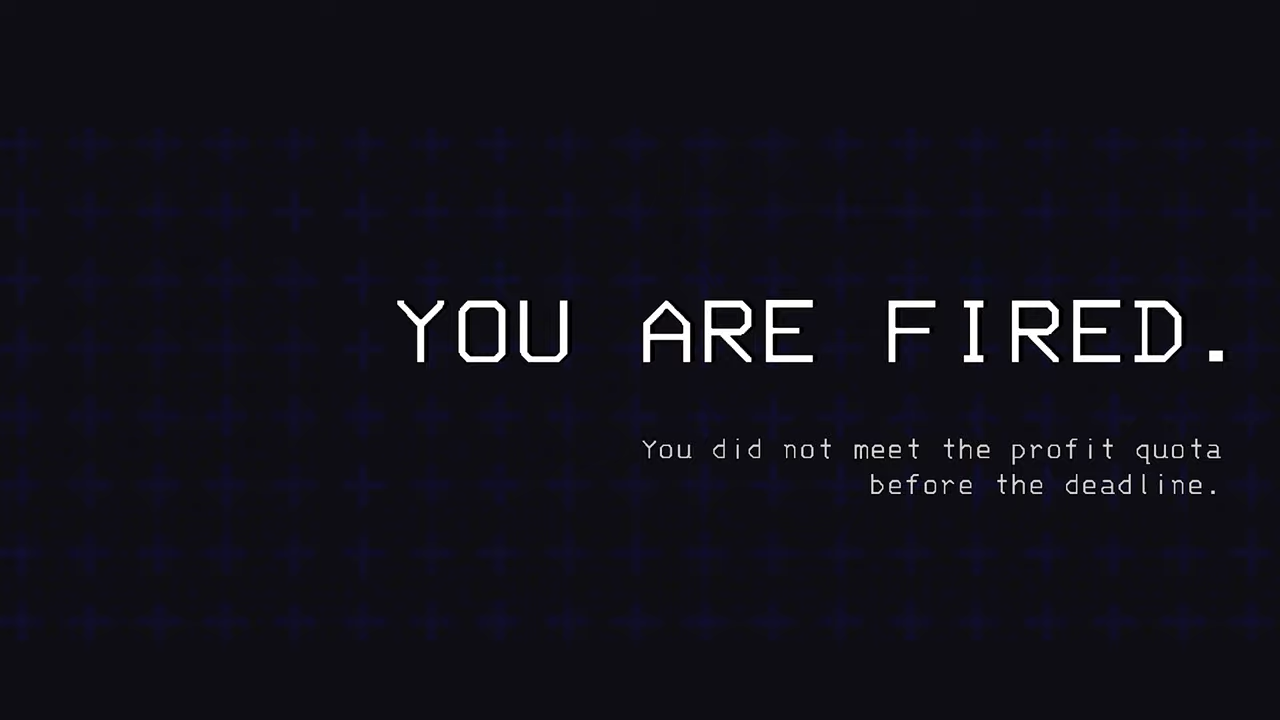 YOU ARE FIRED.
You did not meet the profit quota
before the deadline.